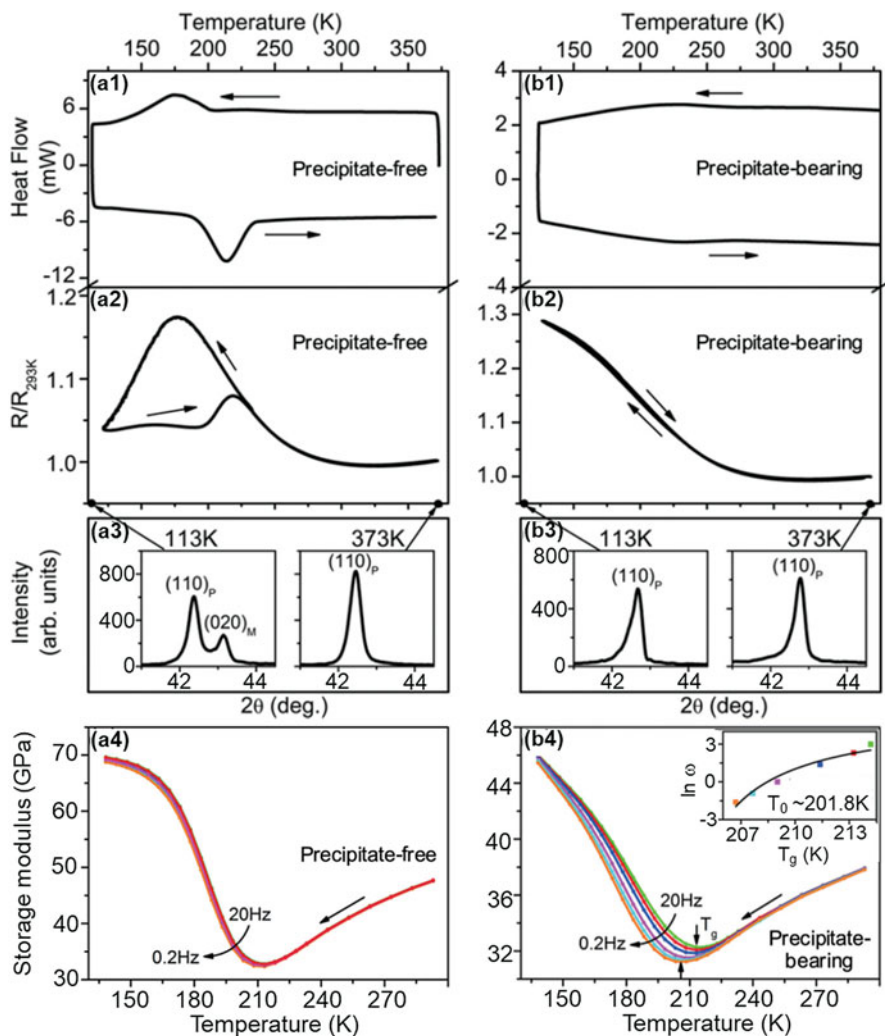 Temperature (K)
175 250 325 375
Temperature (K)
150 200 250 300 350
150 200 250 300 350
(a1)
6
0
-6
-12
Heat Flow
(mW)
Precipitate-free
(b1)
4
2
0
-2
-4
Precipitate-bearing
(a2)
1.2
1.1
1.0
R/R293K
Precipitate-free
(b2)
1.3
1.2
1.1
1.0
Precipitate-bearing
(a3)
113K
373K
800
400
0
Intensity
(arb. units)
(110)P
(020)M
(110)P
42 44
42 44
2θ (deg.)
(b3)
113K
373K
800
400
0
(110)P
(110)P
42 44
42 44
2θ (deg.)
(a4)
70
60
50
40
30
Storage modulus (GPa)
Precipitate-free
20Hz
0.2Hz
150 180 210 240 270
Temperature (K)
(b4)
48
44
40
36
32
3
0
-3
ln ω
T0 ~201.8K
207 210 213
Tg (K)
20Hz
Tg
0.2Hz
Precipitate-
bearing
150 180 210 240 270
Temperature (K)